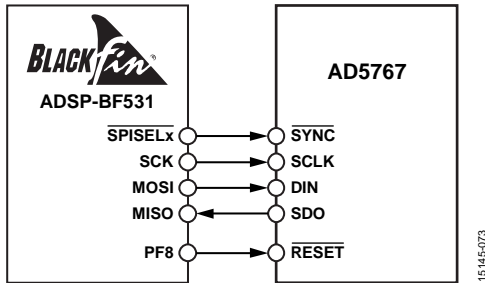 BLACKfin
ADSP-BF531
AD5767
SPISELx
SCK
MOSI
MISO
PF8
SYNC
SCLK
DIN
SDO
RESET
15145-073